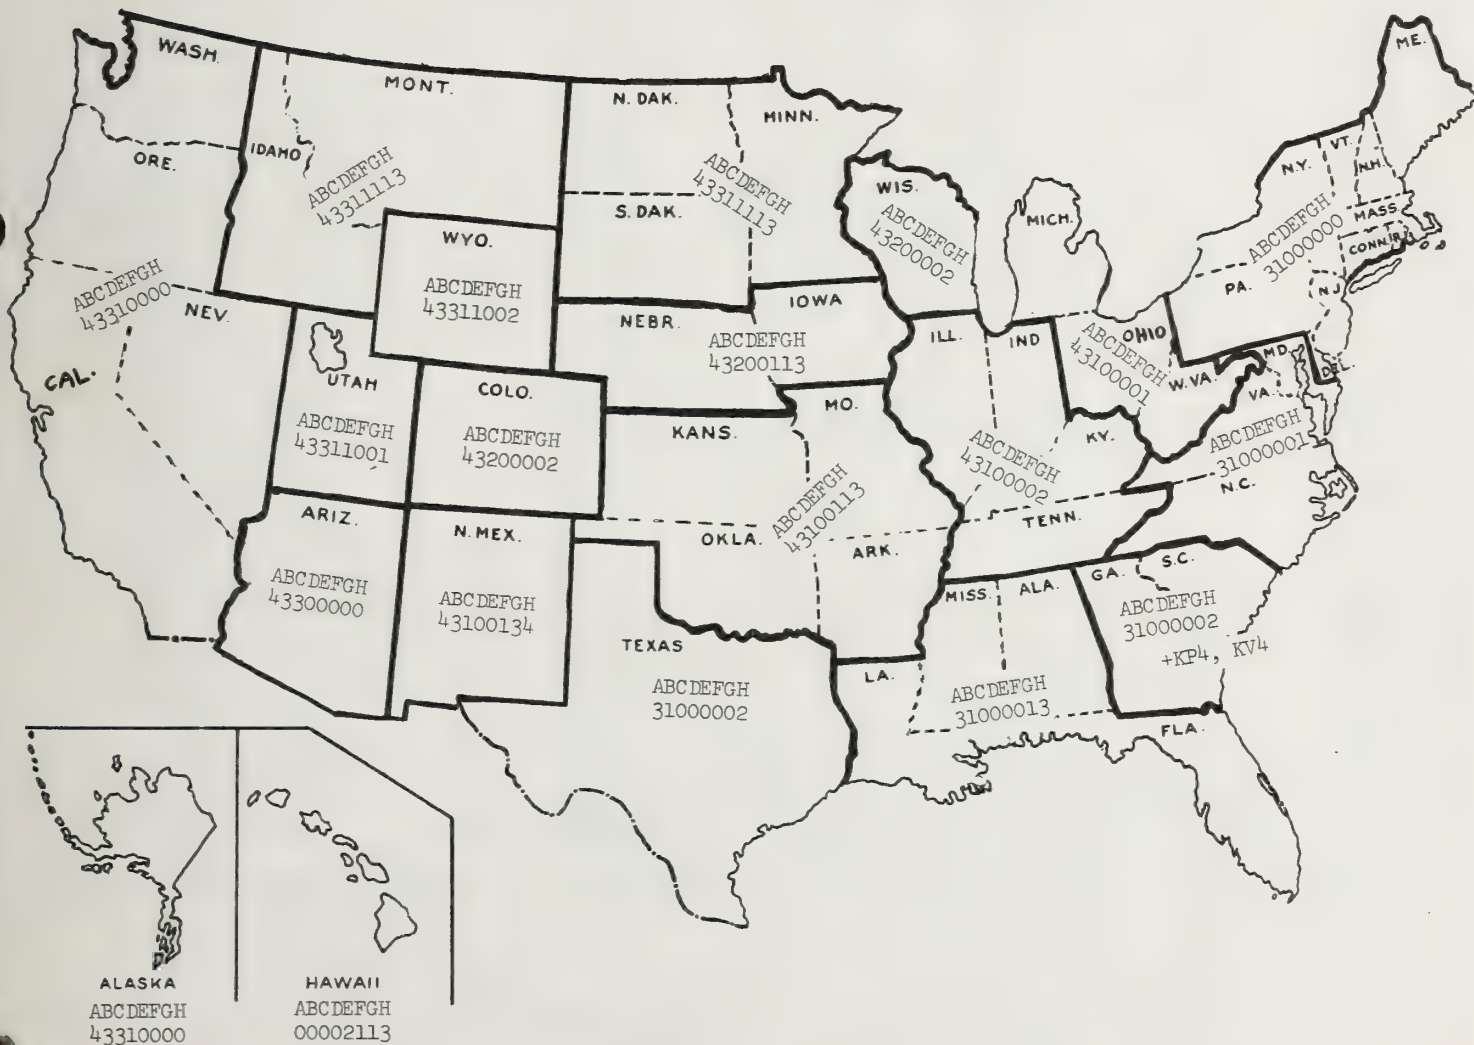 WASH.
ORE.
IDAHO
MONT.
ABCDEFGH
43311113
N. DAK.
MINN.
ABCDEFGH
43311113
S. DAK.
WIS.
ABCDEFGH
43200002
MICH.
ME.
VT.
N.H.
N.Y.
MASS.
CONN.
R.I.
ABCDEFGH
31000000
PA.
N.J.
ABCDEFGH
43310000
NEV.
CAL.
WYO.
ABCDEFGH
43311002
NEBR.
IOWA
ABCDEFGH
43200113
ILL.
IND
OHIO
ABCDEFGH
43100001
W.VA.
MD.
DEL.
VA.
ABCDEFGH
31000001
N.C.
UTAH
ABCDEFGH
43311001
COLO.
ABCDEFGH
43200002
KANS.
MO.
ABCDEFGH
43100113
KY.
ABCDEFGH
43100002
TENN.
ARIZ.
ABCDEFGH
43300000
N.MEX.
ABCDEFGH
43100134
OKLA.
ARK.
MISS.
ALA.
GA.
S.C.
ABCDEFGH
31000002
+KP4, KV4
TEXAS
ABCDEFGH
31000002
LA.
ABCDEFGH
31000013
FLA.
ALASKA
ABCDEFGH
43310000
HAWAII
ABCDEFGH
00002113